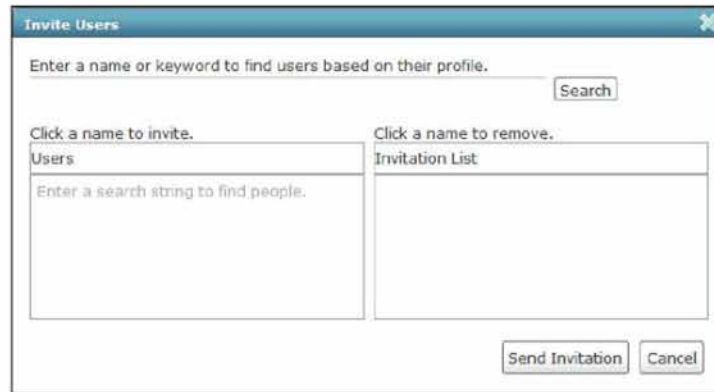 Invite Users
Enter a name or keyword to find users based on their profile.
Search
Click a name to invite.
Click a name to remove.
Users
Invitation List
Enter a search string to find people.
Send Invitation
Cancel